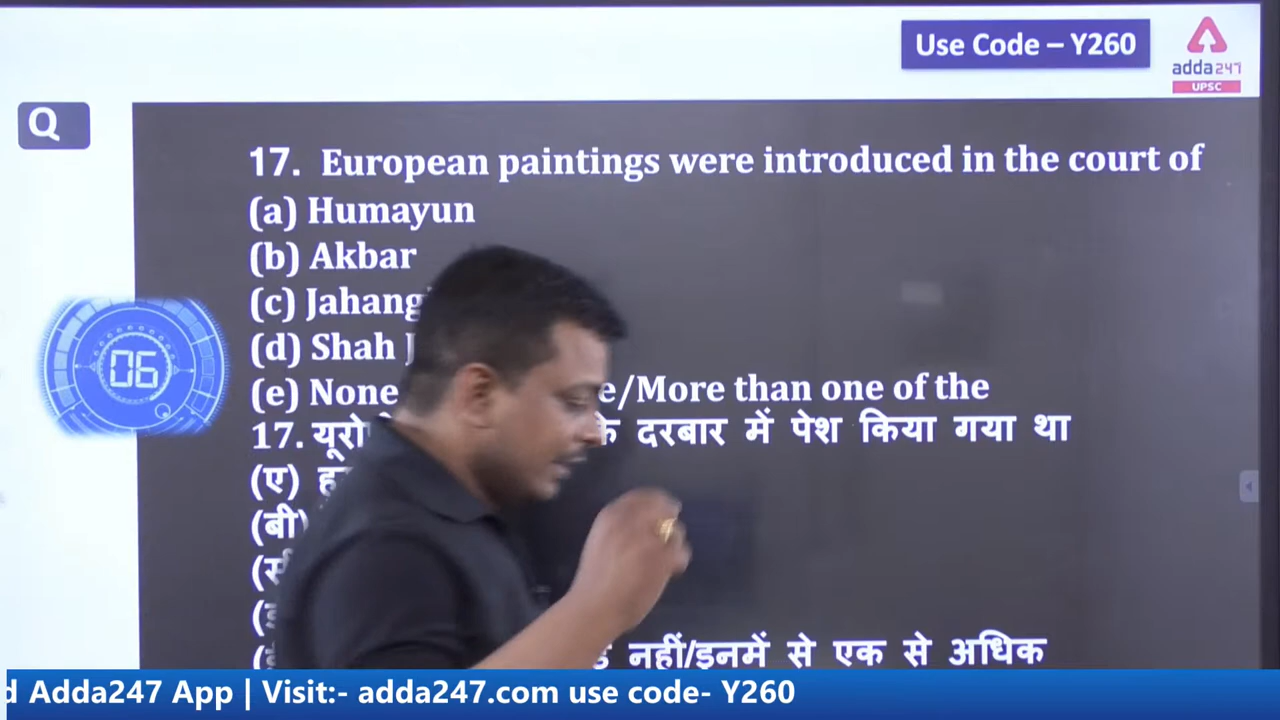 Use Code – Y260
adda247
UPSC
Q
17. European paintings were introduced in the court of
(a) Humayun
(b) Akbar
(c) Jahang
(d) Shah
(e) None e/More than one of the
17. यूरो के दरबार में पेश किया गया था
(ए)
(बी)
06
नहीं/इनमें से एक से अधिक
d Adda247 App | Visit:- adda247.com use code- Y260